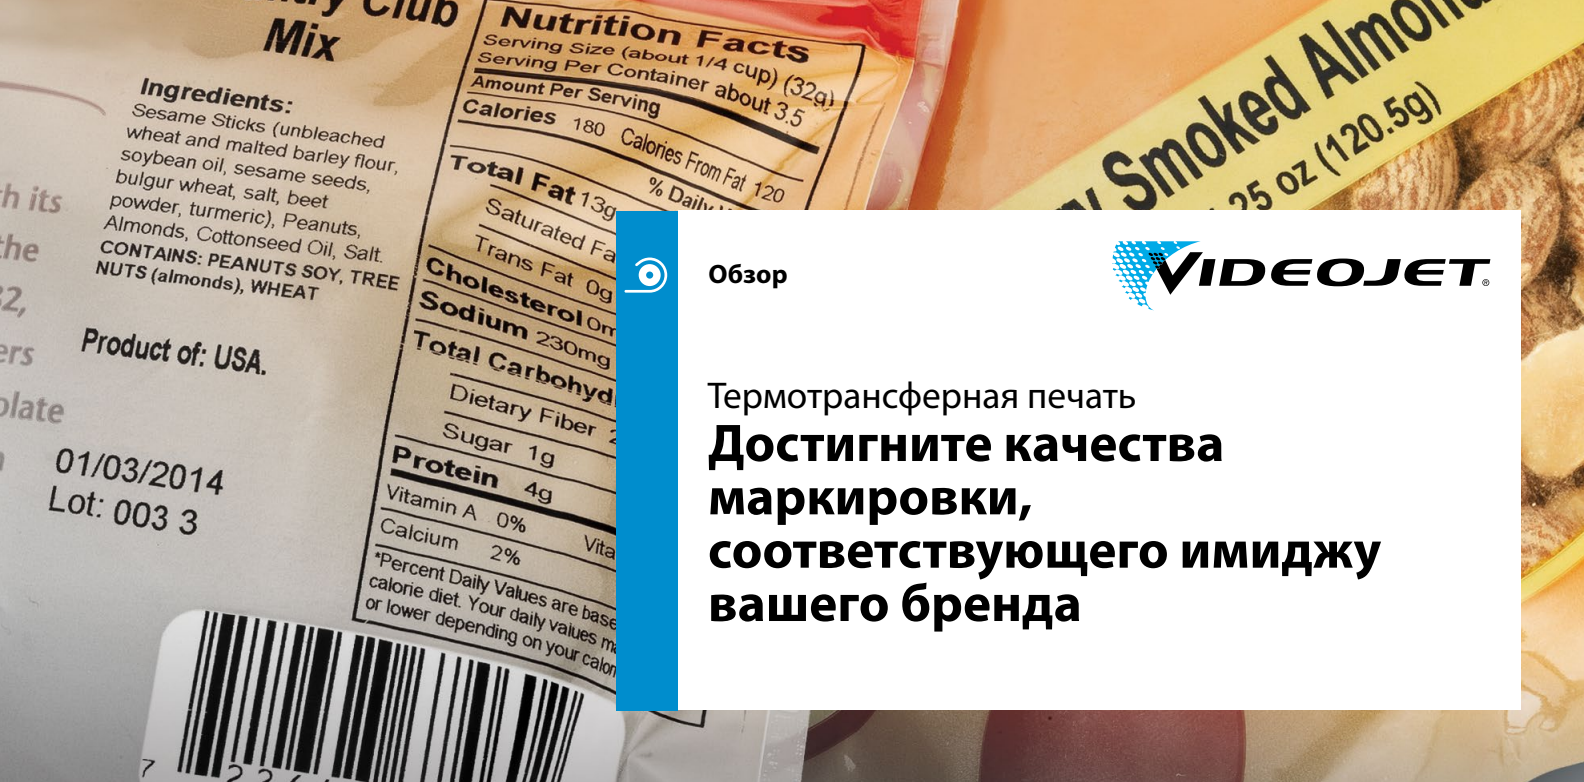 Club
Mix
Ingredients:
Sesame Sticks (unbleached
wheat and malted barley flour,
soybean oil, sesame seeds,
bulgur wheat, salt, beet
powder, turmeric), Peanuts,
Almonds, Cottonseed Oil, Salt.
CONTAINS: PEANUTS SOY, TREE
NUTS (almonds), WHEAT
Product of: USA.
01/03/2014
Lot: 003 3
its
the
Nutrition Facts
Serving Size (about 1/4 cup) (32g)
Serving Per Container about 3.5
Amount Per Serving
Calories 180 Calories From Fat 120
% Daily
Total Fat 13g
Saturated
Trans Fat 0g
Cholesterol
Sodium 230mg
Total
Dietary Fiber
Sugar 1g
Protein 4g
Vitamin A 0%
Calcium 2%
*Percent Daily Values are
calorie diet. Your daily values
or lower depending on your
7
Smoked
oz (120.5g)
Обзор
VIDEOJET®
Термотрансферная печать
Достигните качества
маркировки,
соответствующего имиджу
вашего бренда